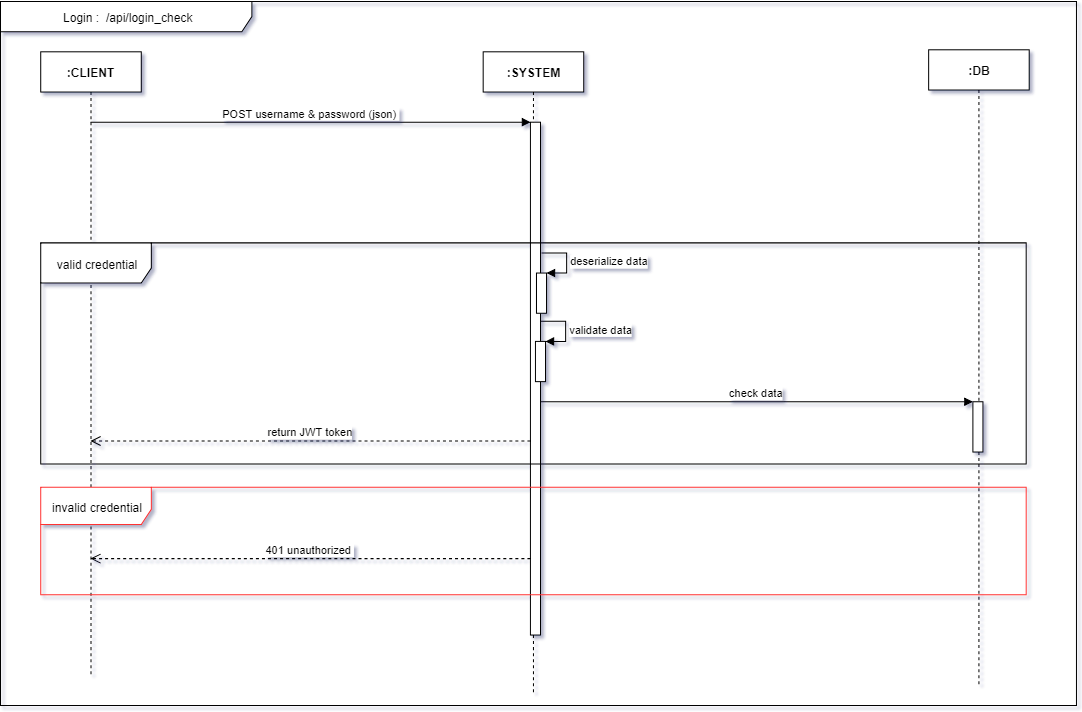 Login : /api/login_check
:CLIENT
:SYSTEM
:DB
POST username & password (json)
valid credential
deserialize data
validate data
check data
return JWT token
invalid credential
401 unauthorized